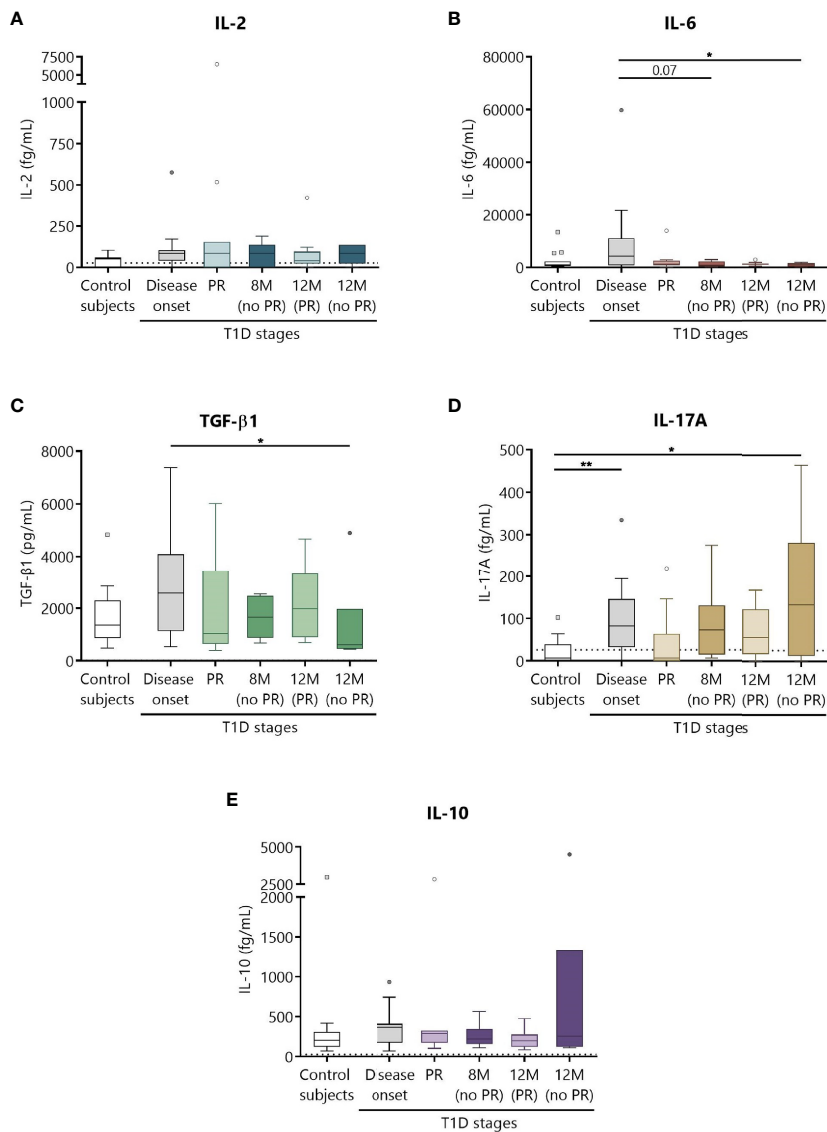 A
IL-2
7500
5000
1000
750
500
250
0
IL-2 (fg/mL)
Control subjects
Disease onset
PR
8M (no PR)
12M (PR)
12M (no PR)
T1D stages
B
IL-6
80000
60000
40000
20000
0
IL-6 (fg/mL)
*
0.07
Control subjects
Disease onset
PR
8M (no PR)
12M (PR)
12M (no PR)
T1D stages
C
TGF-β1
8000
6000
4000
2000
0
TGF-β1 (pg/mL)
*
Control subjects
Disease onset
PR
8M (no PR)
12M (PR)
12M (no PR)
T1D stages
D
IL-17A
500
400
300
200
100
0
IL-17A (fg/mL)
*
**
Control subjects
Disease onset
PR
8M (no PR)
12M (PR)
12M (no PR)
T1D stages
E
IL-10
5000
2500
2000
1500
1000
500
0
IL-10 (fg/mL)
Control subjects
Disease onset
PR
8M (no PR)
12M (PR)
12M (no PR)
T1D stages